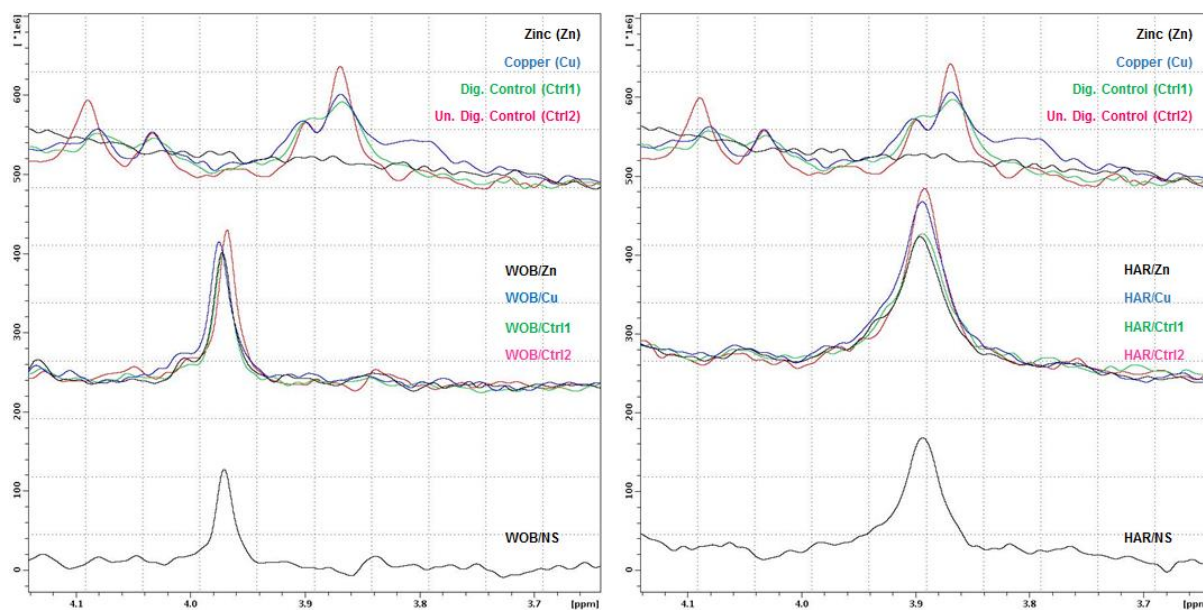 [ *1e6]
Zinc (Zn)
Copper (Cu)
Dig. Control (Ctrl1)
Un. Dig. Control (Ctrl2)
600
500
400
WOB/Zn
WOB/Cu
WOB/Ctrl1
WOB/Ctrl2
300
200
100
WOB/NS
0
4.1 4.0 3.9 3.8 3.7 [ppm]
[ *1e6]
Zinc (Zn)
Copper (Cu)
Dig. Control (Ctrl1)
Un. Dig. Control (Ctrl2)
600
500
400
HAR/Zn
HAR/Cu
HAR/Ctrl1
HAR/Ctrl2
300
200
100
HAR/NS
0
4.1 4.0 3.9 3.8 3.7 [ppm]